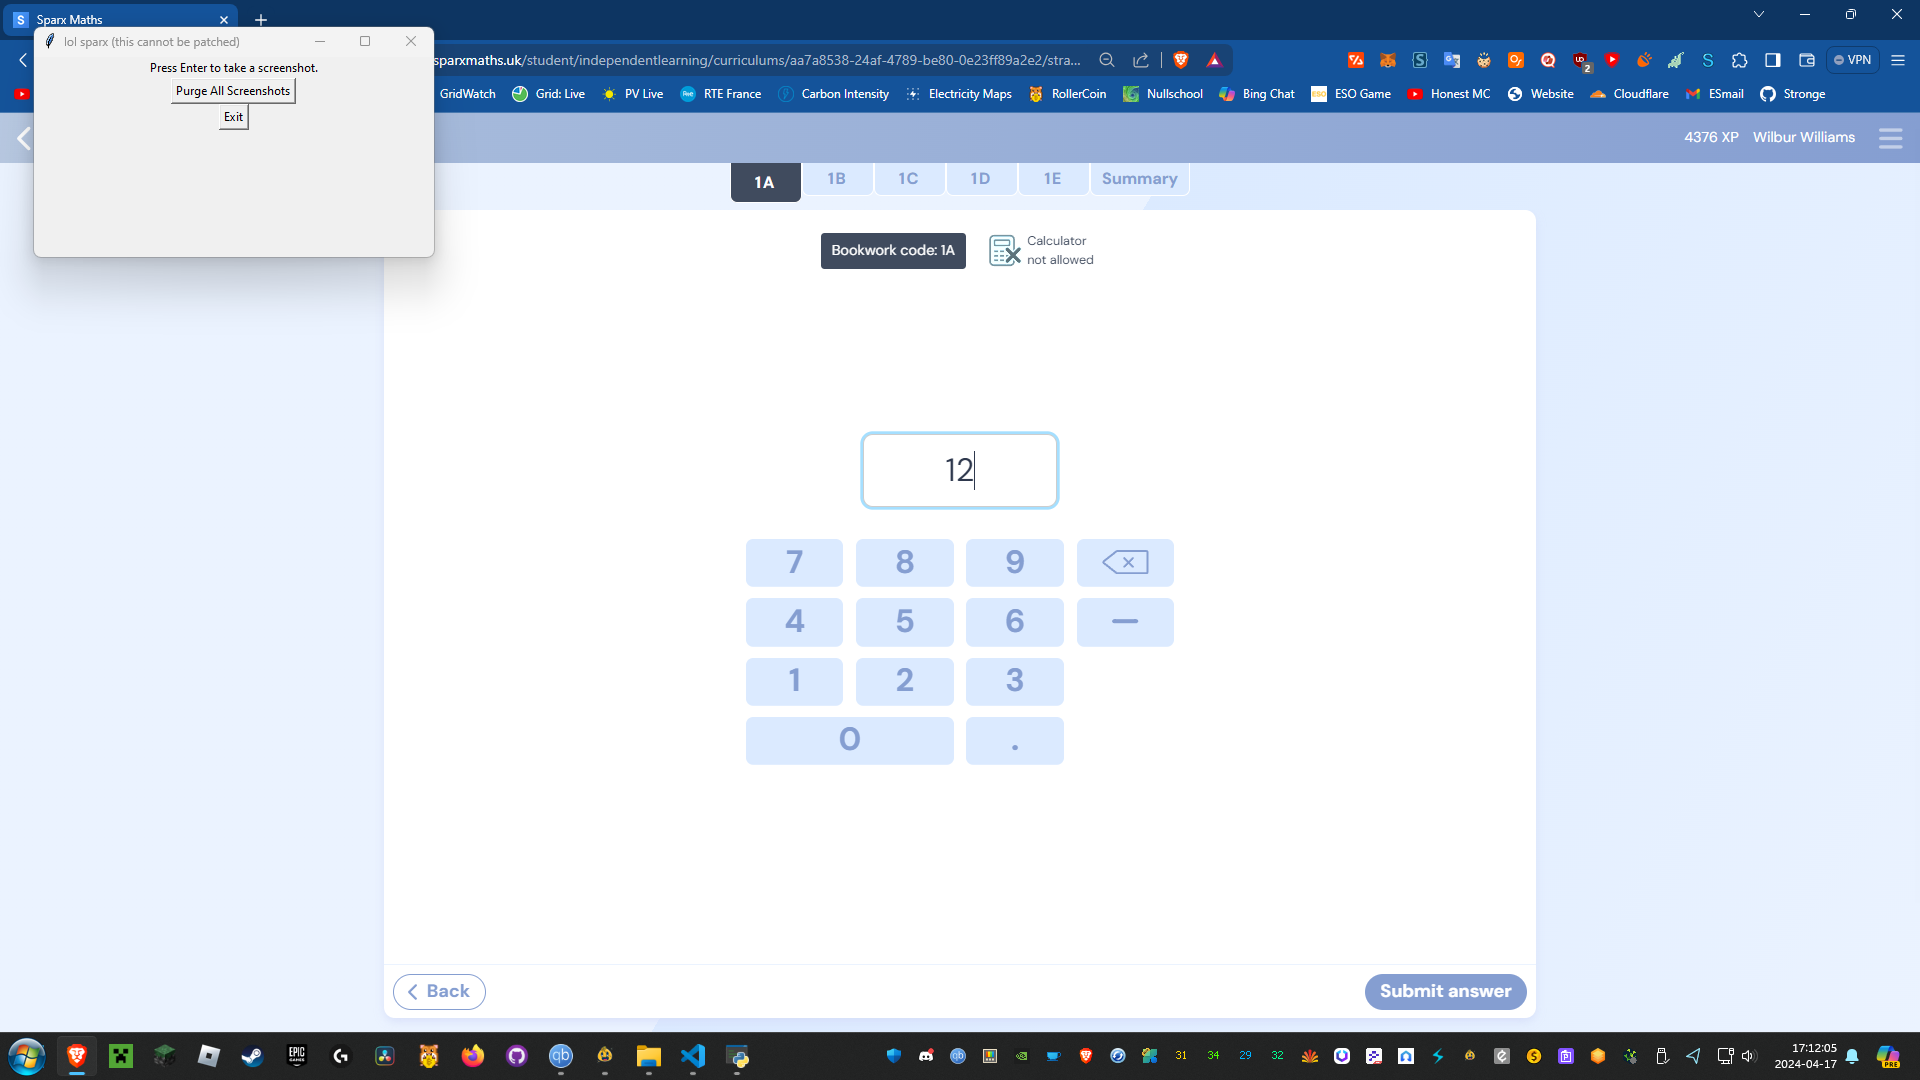 Sparx Maths
lol sparx (this cannot be patched)
Press Enter to take a screenshot.
Purge All Screenshots
Exit
sparxmaths.uk/student/independentlearning/curriculums/aa7a8538-24af-4789-be80-0e23ff89a2e2/stra...
VPN
GridWatch
Grid: Live
PV Live
RTE France
Carbon Intensity
Electricity Maps
RollerCoin
Nullschool
Bing Chat
ESO Game
Honest MC
Website
Cloudflare
ESmail
Stronge
4376 XP Wilbur Williams
1A
1B
1C
1D
1E
Summary
Bookwork code: 1A
Calculator
not allowed
12
7 8 9
4 5 6
1 2 3
0 .
Back
Submit answer
31 34 29 32
17:12:05
2024-04-17